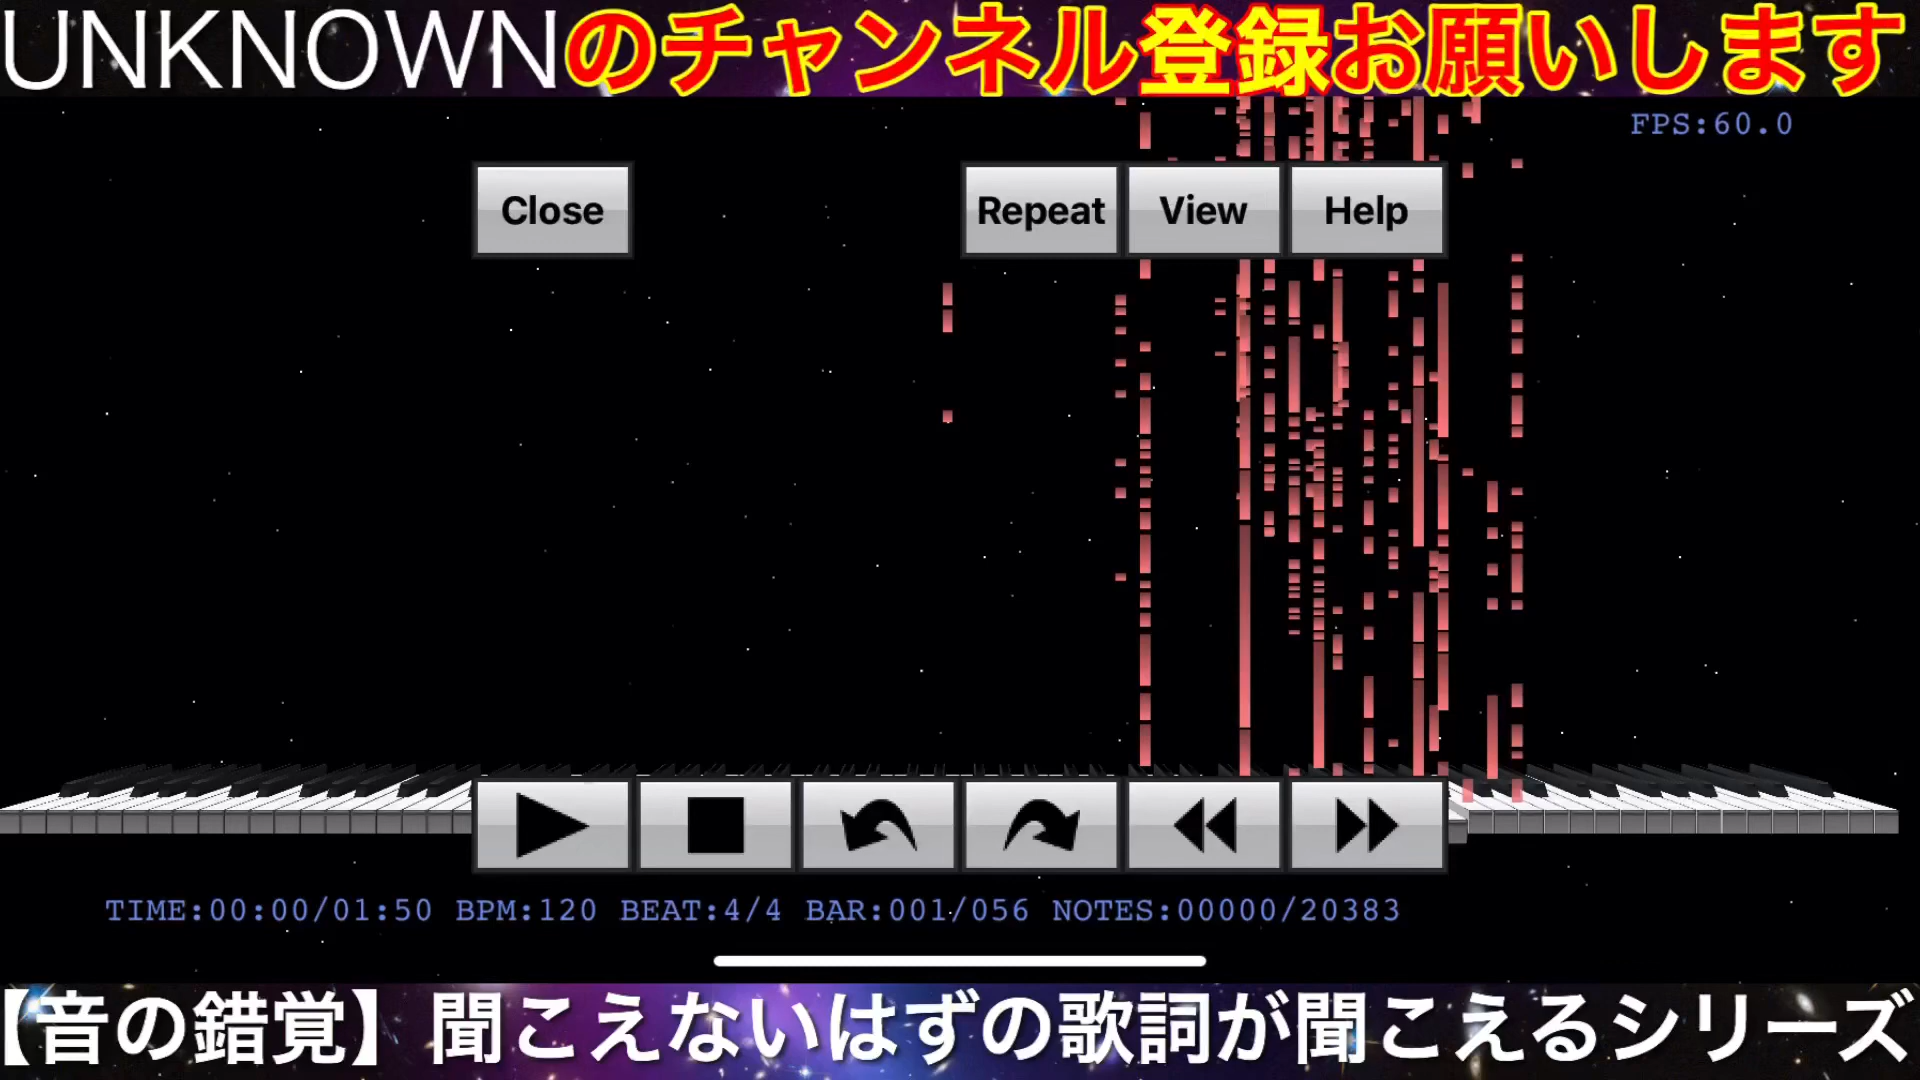 UNKNOWNのチャンネル登録お願いします
FPS:60.0
Close Repeat View Help
TIME:00:00/01:50 BPM:120 BEAT:4/4 BAR:001/056 NOTES:00000/20383
【音の錯覚】聞こえないはずの歌詞が聞こえるシリーズ